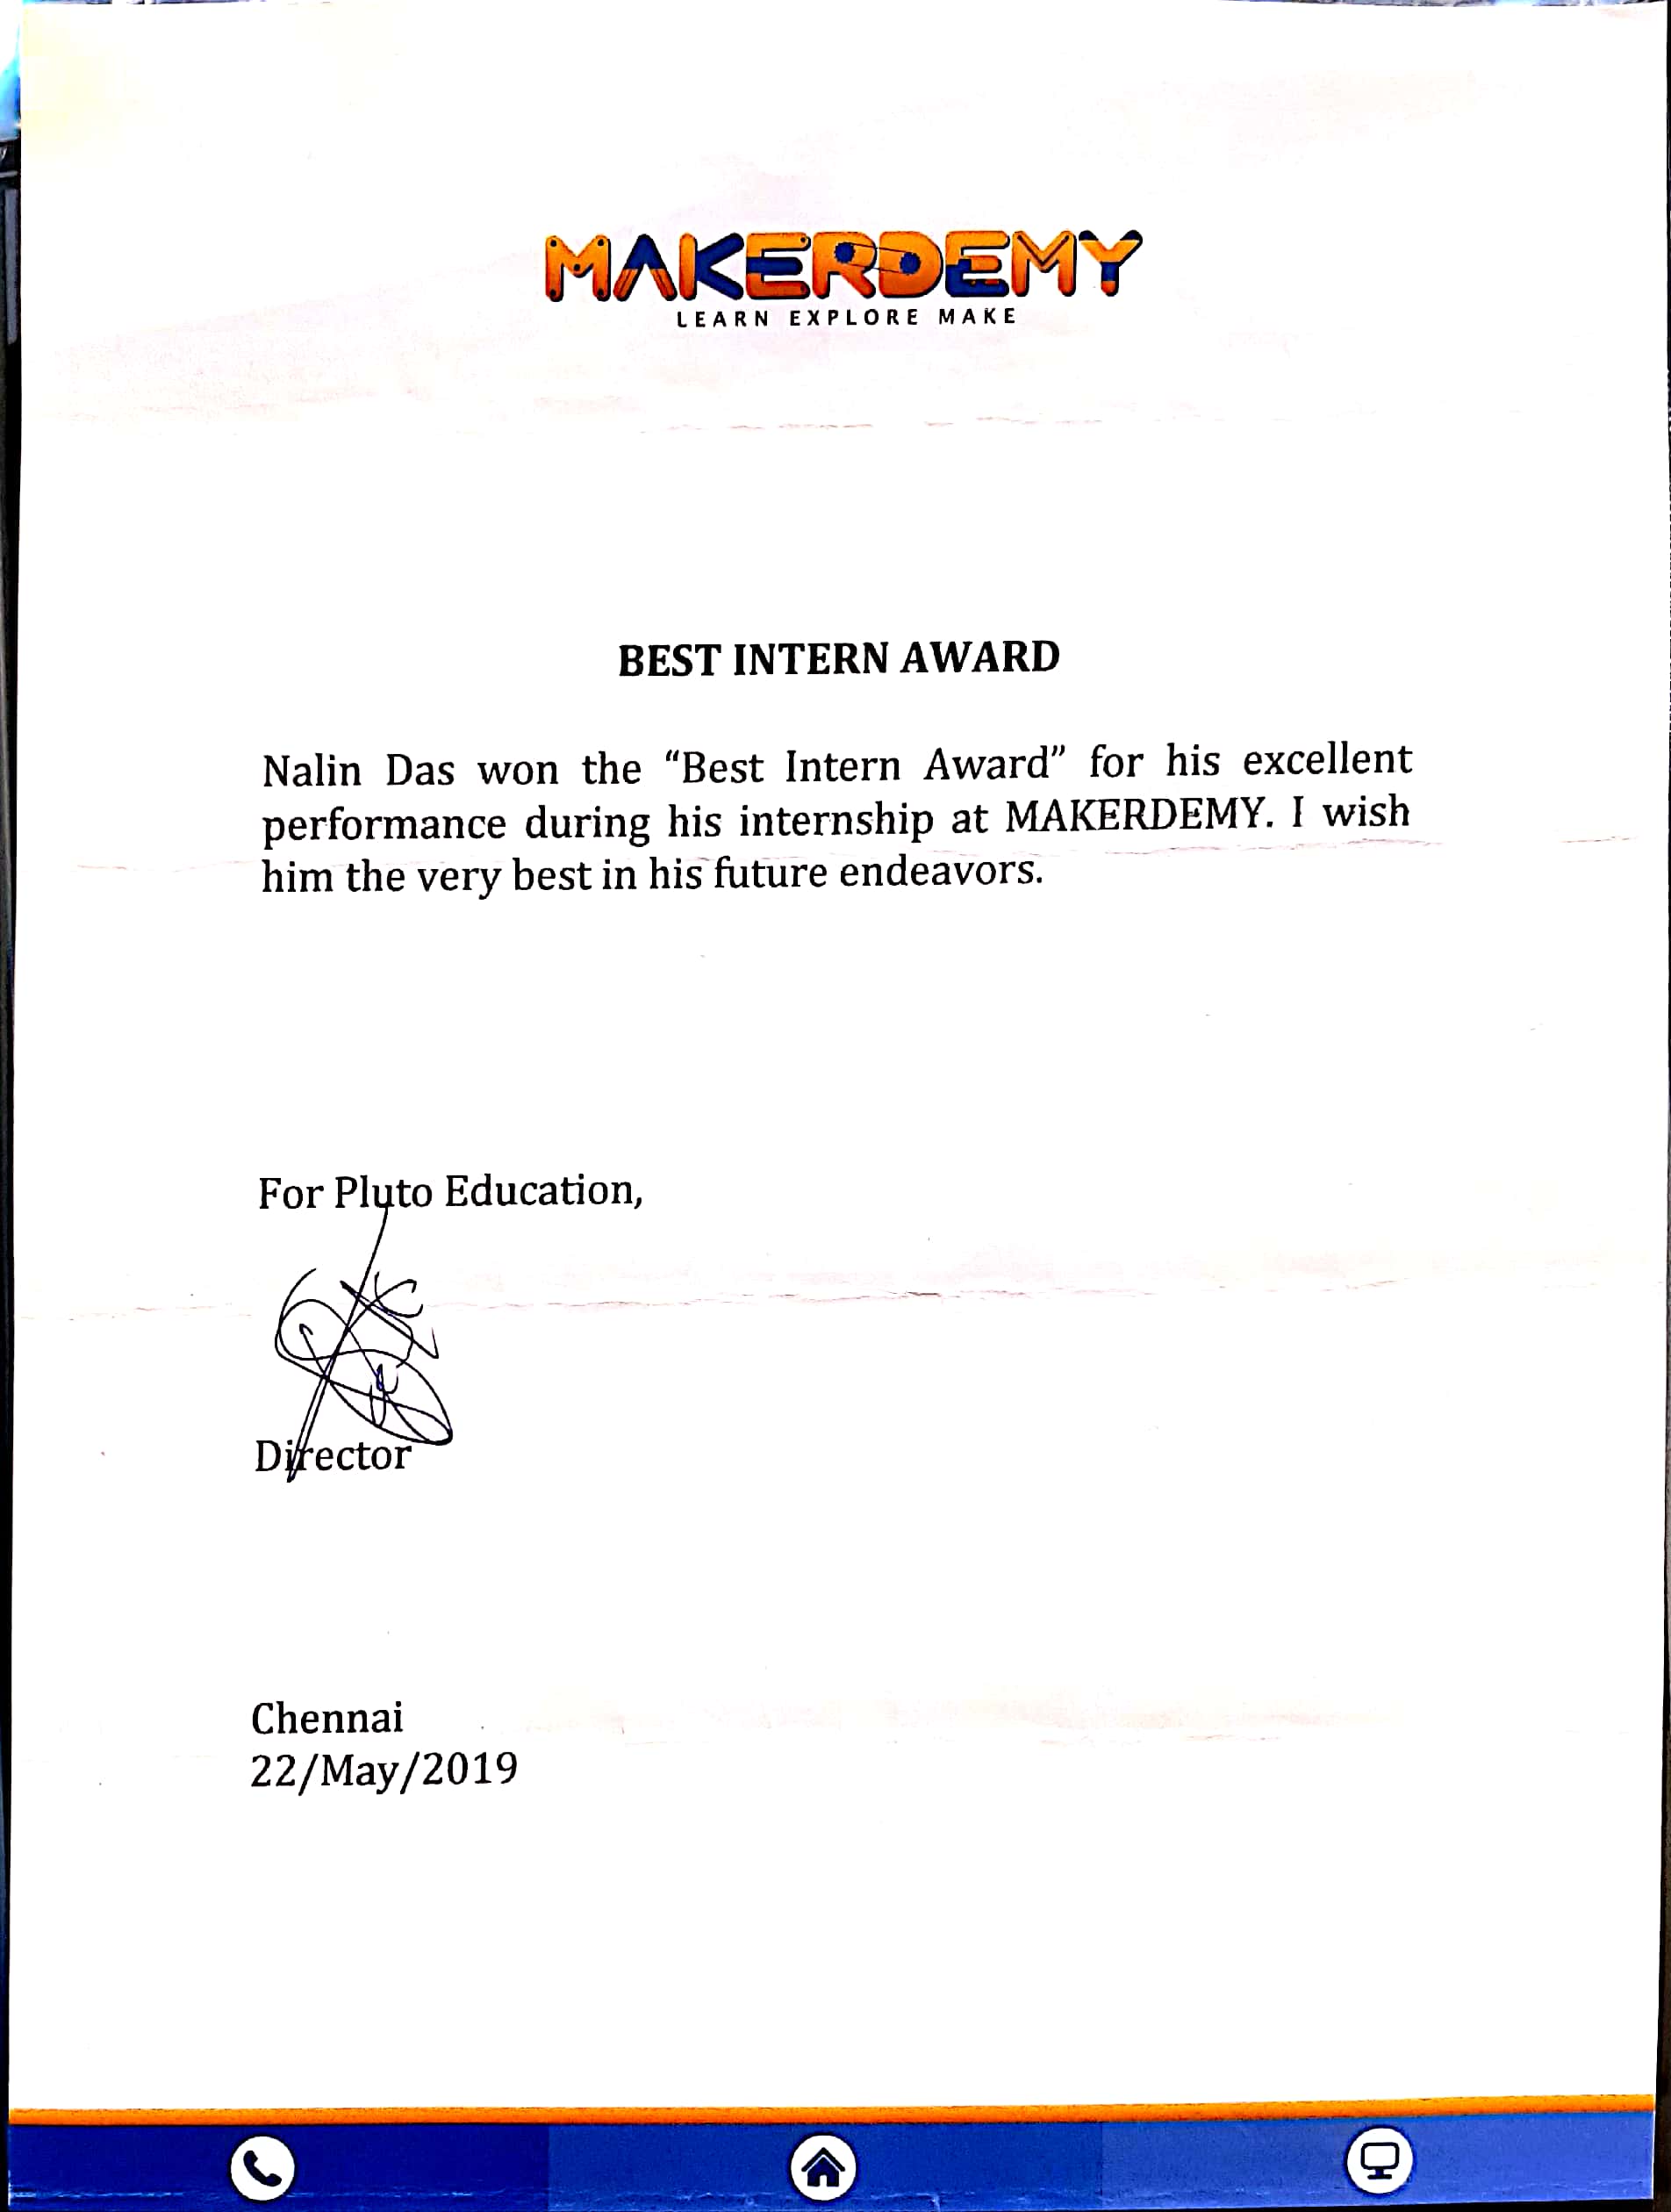 MAKERDEMY
LEARN EXPLORE MAKE
BEST INTERN AWARD
Nalin Das won the “Best Intern Award” for his excellent
performance during his internship at MAKERDEMY. I wish
him the very best in his future endeavors.
For Pluto Education,
Director
Chennai
22/May/2019